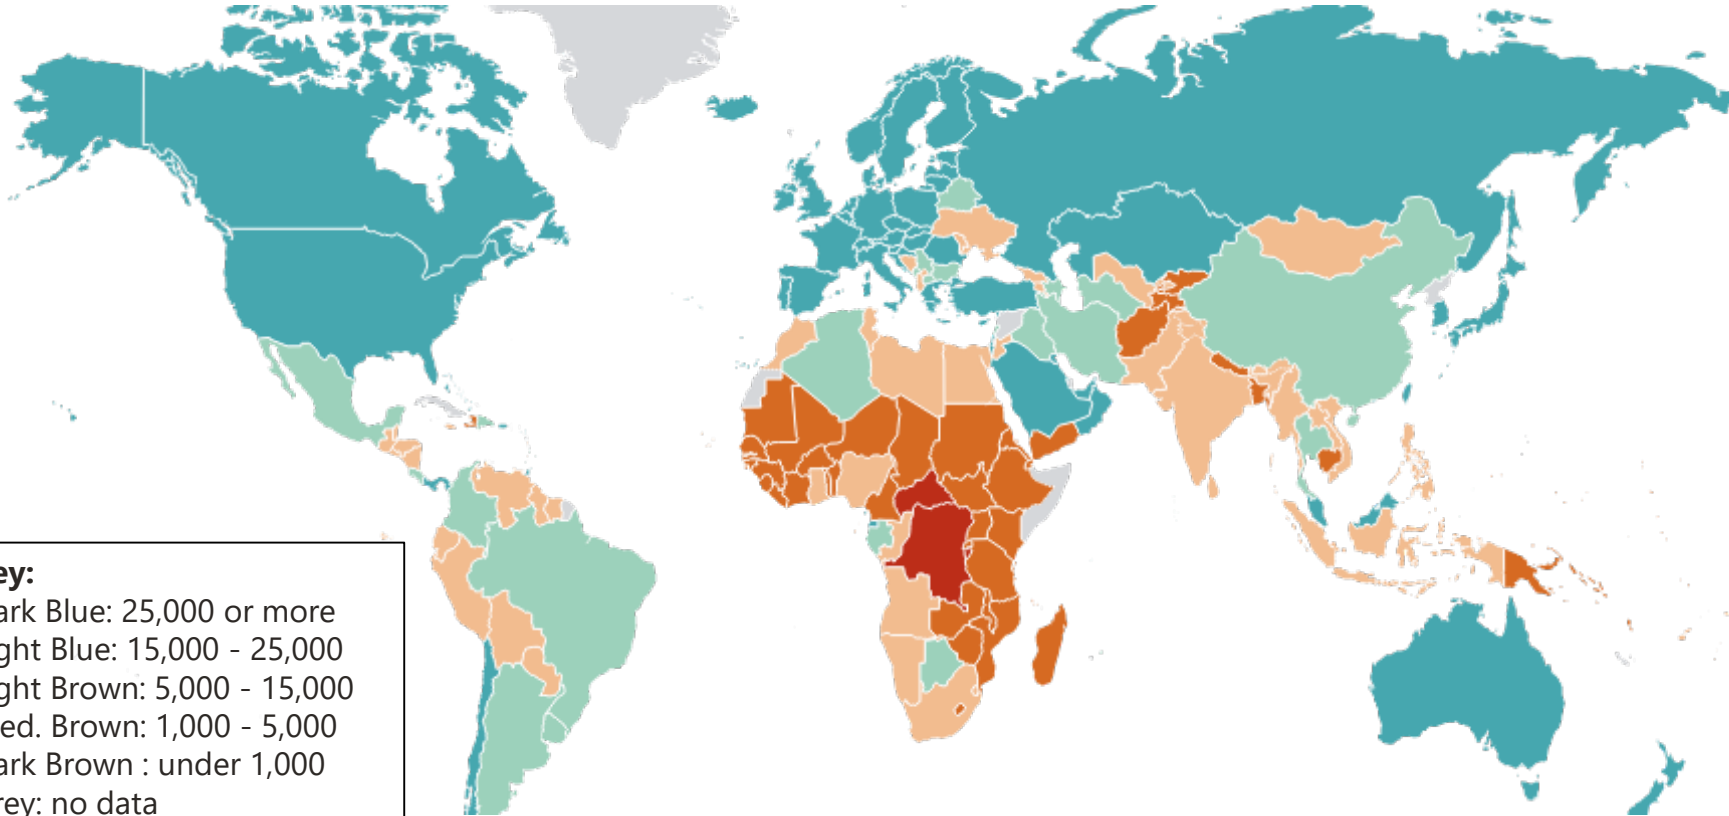 ey:
ark Blue: 25,000 or more
ght Blue: 15,000 - 25,000
ght Brown: 5,000 - 15,000
ed. Brown: 1,000 - 5,000
ark Brown : under 1,000
rey: no data